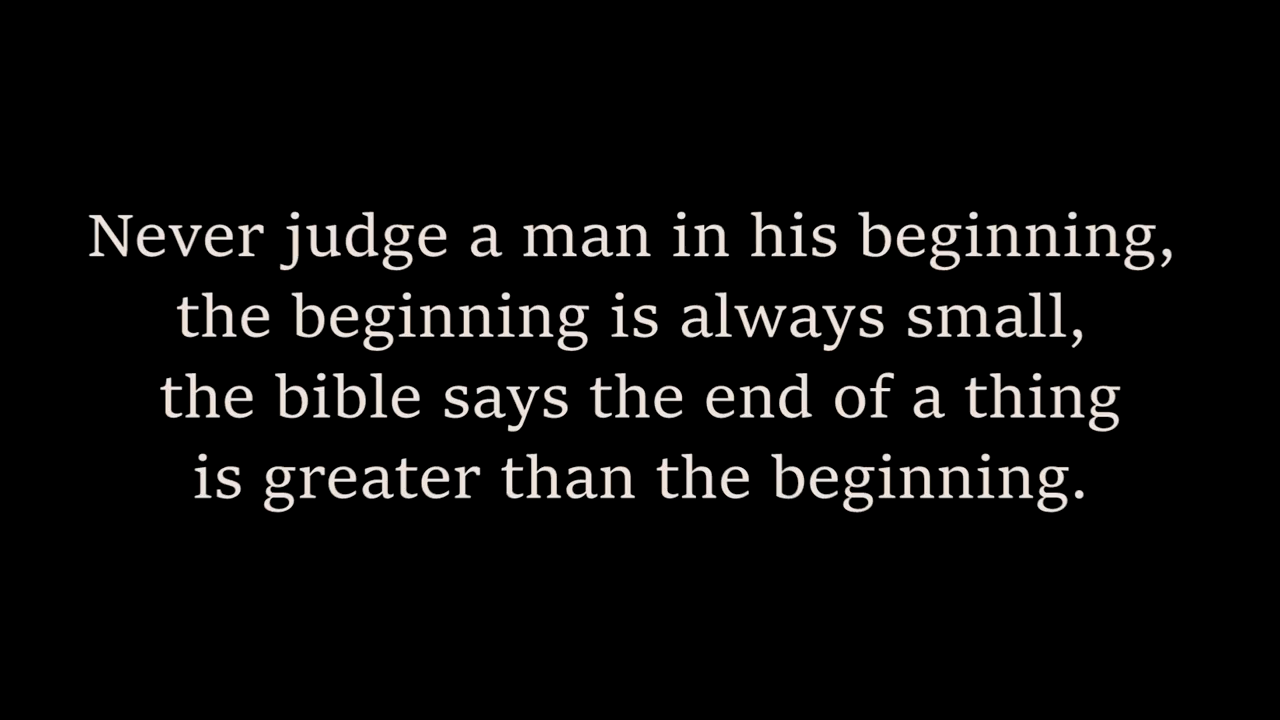 Never judge a man in his beginning,
the beginning is always small,
the bible says the end of a thing
is greater than the beginning.